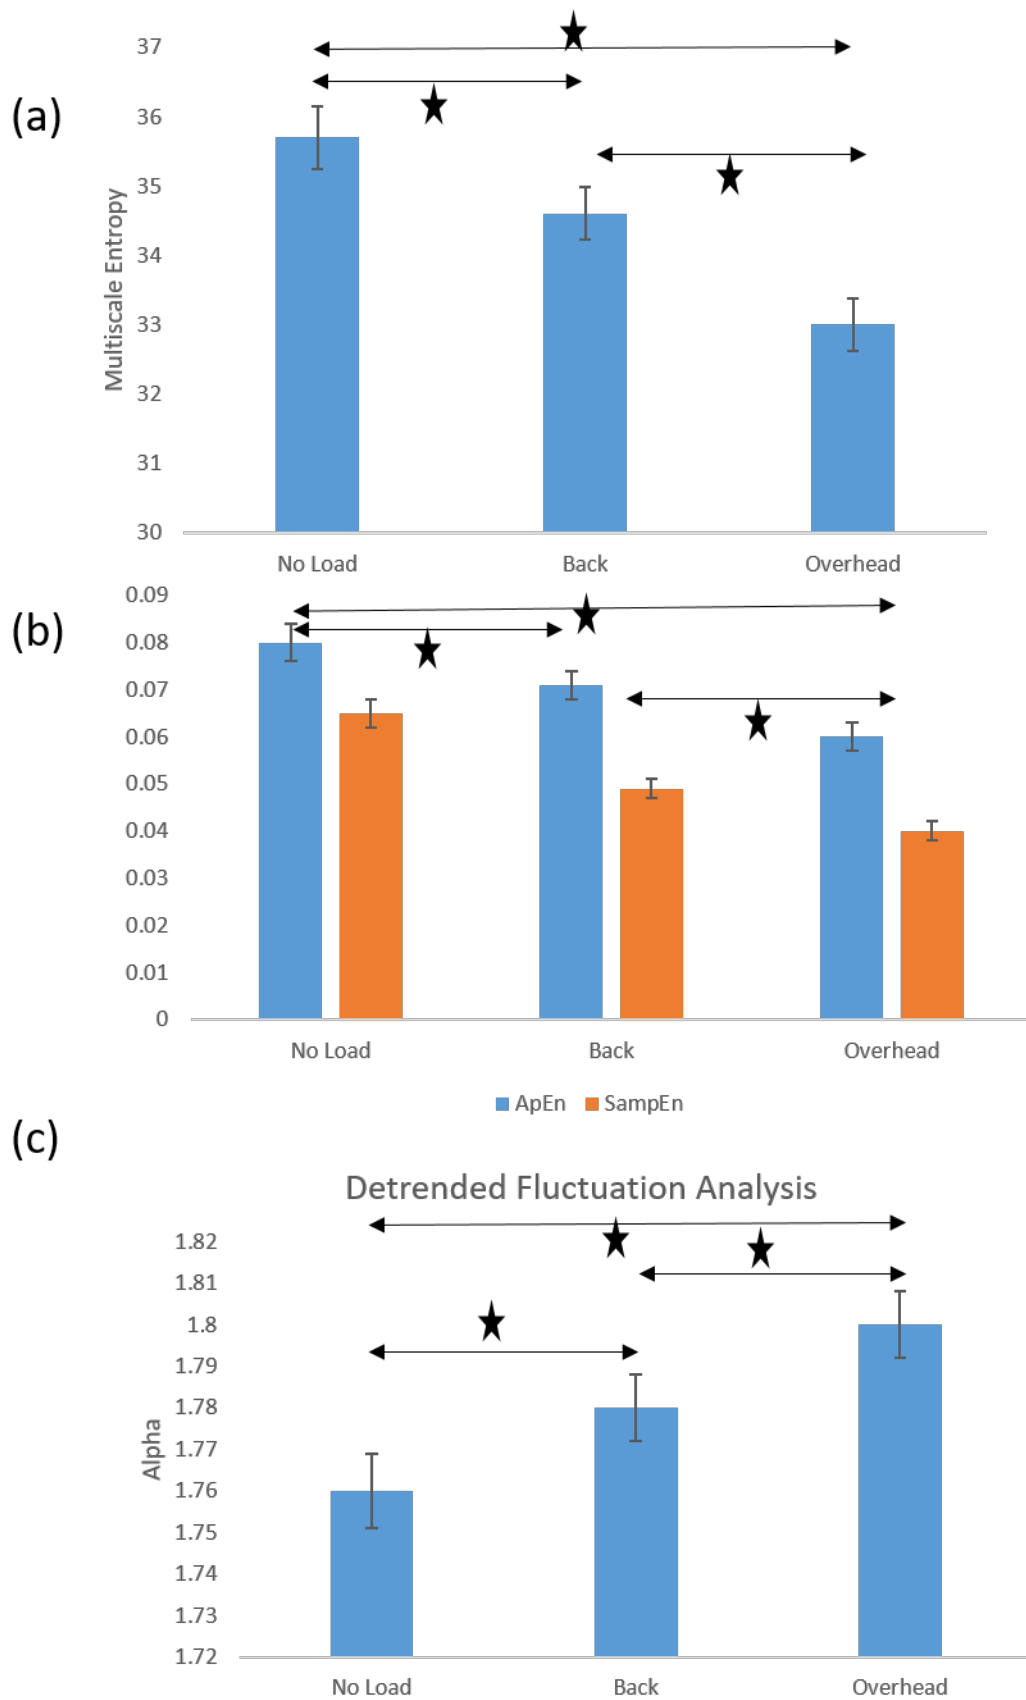 (a)
Multiscale Entropy
37
36
35
34
33
32
31
30
No Load Back Overhead
(b)
0.09
0.08
0.07
0.06
0.05
0.04
0.03
0.02
0.01
0
No Load Back Overhead
ApEn SampEn
(c)
Detrended Fluctuation Analysis
Alpha
1.82
1.81
1.8
1.79
1.78
1.77
1.76
1.75
1.74
1.73
1.72
No Load Back Overhead